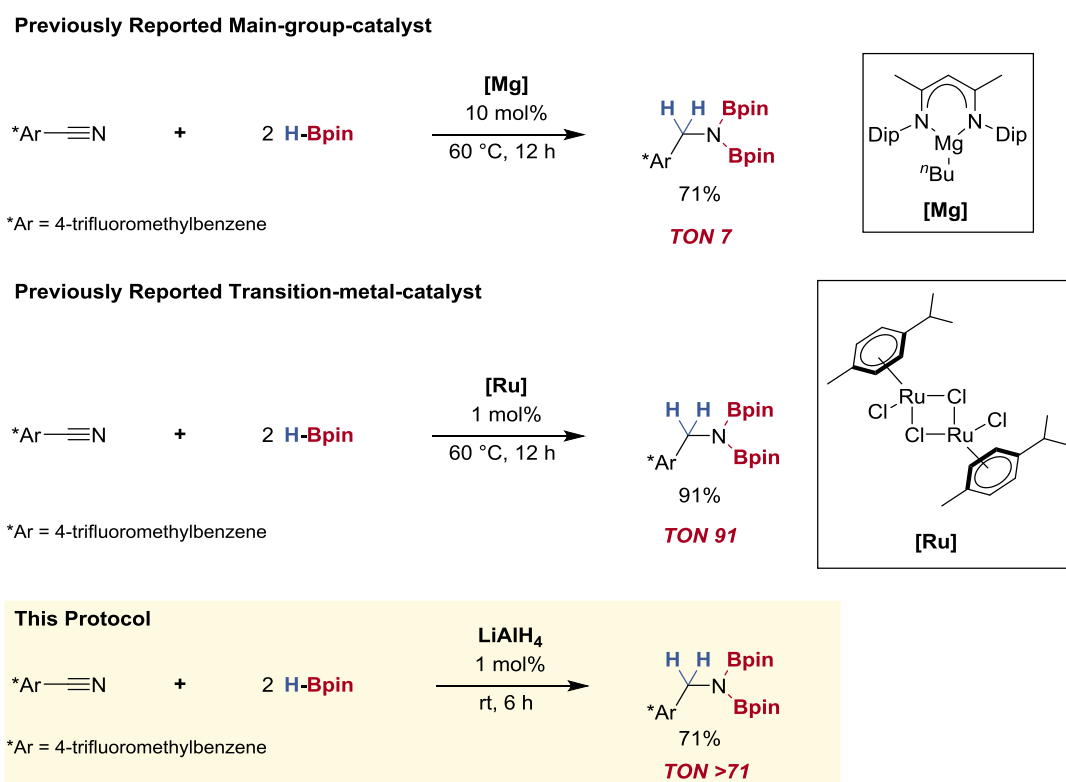 Previously Reported Main-group-catalyst
*Ar N + 2 H-Bpin
[Mg]
10 mol%
60 °C, 12 h
H H Bpin
N
*Ar Bpin
71%
TON 7
N N
Dip Mg Dip
nBu
[Mg]
*Ar = 4-trifluoromethylbenzene
Previously Reported Transition-metal-catalyst
*Ar N + 2 H-Bpin
[Ru]
1 mol%
60 °C, 12 h
H H Bpin
N
*Ar Bpin
91%
TON 91
Ru Cl
Cl
Cl
Cl Ru
[Ru]
*Ar = 4-trifluoromethylbenzene
This Protocol
*Ar N + 2 H-Bpin
LiAlH4
1 mol%
rt, 6 h
H H Bpin
N
*Ar Bpin
71%
TON >71
*Ar = 4-trifluoromethylbenzene